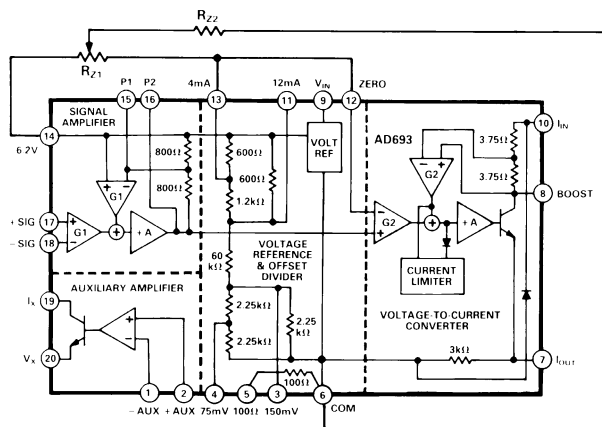 RZ2
RZ1
P1 P2 4mA 12mA VIN ZERO
15 16 13 11 9 12
SIGNAL
AMPLIFIER
14
6.2V
800Ω
800Ω
600Ω
600Ω
1.2kΩ
VOLT
REF
AD693
3.75Ω
3.75Ω
10 IIN
8 BOOST
G1
G2
+ SIG 17
− SIG 18
G1
+A
G2
+A
CURRENT
LIMITER
60
kΩ
VOLTAGE
REFERENCE
& OFFSET
DIVIDER
VOLTAGE-TO-CURRENT
CONVERTER
AUXILIARY AMPLIFIER
IX 19
VX 20
2.25kΩ
2.25kΩ
2.25
kΩ
100Ω
3kΩ
7 IOUT
1 2 4 5 3 6
− AUX + AUX 75mV 100Ω 150mV COM